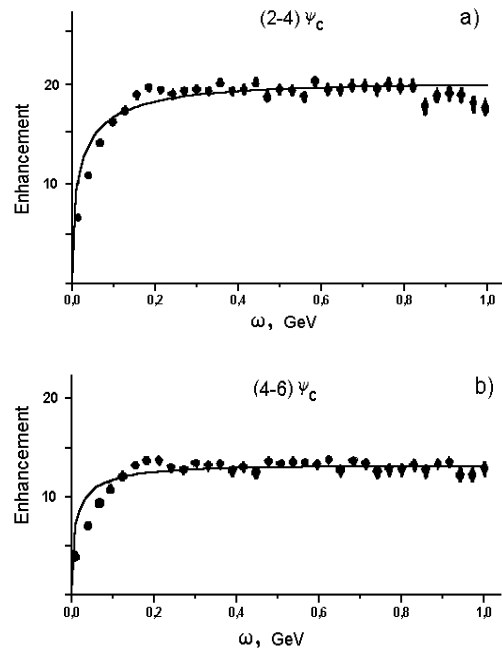 (2-4) ψc
a)
20
10
Enhancement
0,0 0,2 0,4 0,6 0,8 1,0
ω, GeV
(4-6) ψc
b)
20
10
Enhancement
0,0 0,2 0,4 0,6 0,8 1,0
ω, GeV